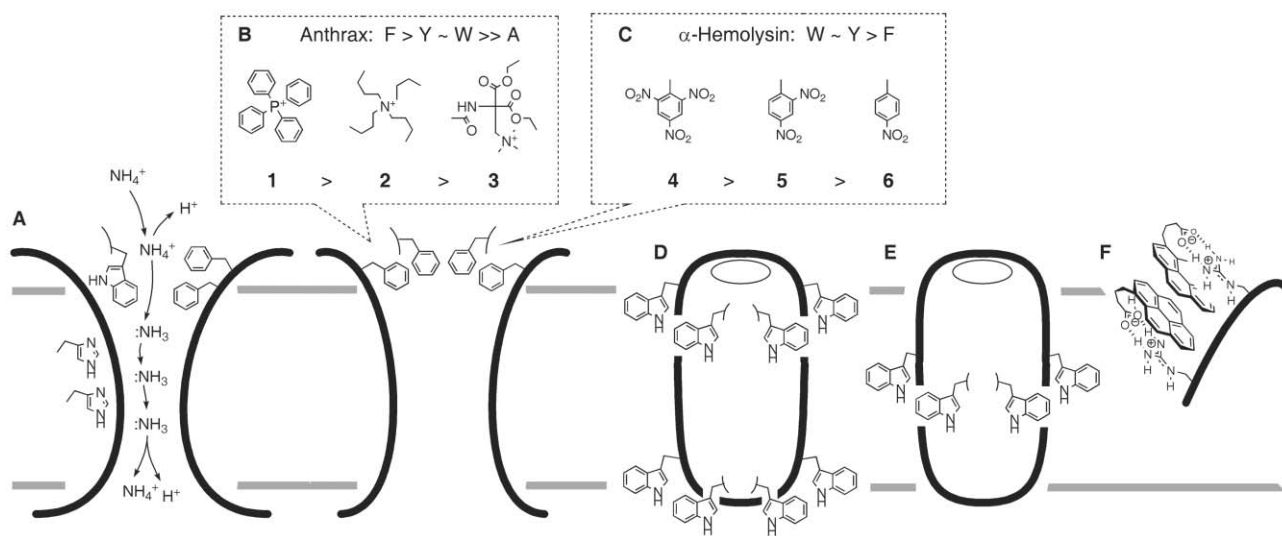 B Anthrax: F > Y ~ W >> A
P+
N+
O
O
HN
O
O
O
N+
1 > 2 > 3
C α-Hemolysin: W ~ Y > F
O₂N
NO₂
NO₂
NO₂
NO₂
NO₂
4 > 5 > 6
A
NH₄⁺
H⁺
NH₄⁺
HN
:NH₃
:NH₃
:NH₃
N
N
H
N
N
H
NH₄⁺ H⁺
D
N
H
N
H
N
H
N
H
N
H
N
H
N
H
N
H
E
N
H
N
H
N
H
N
H
F